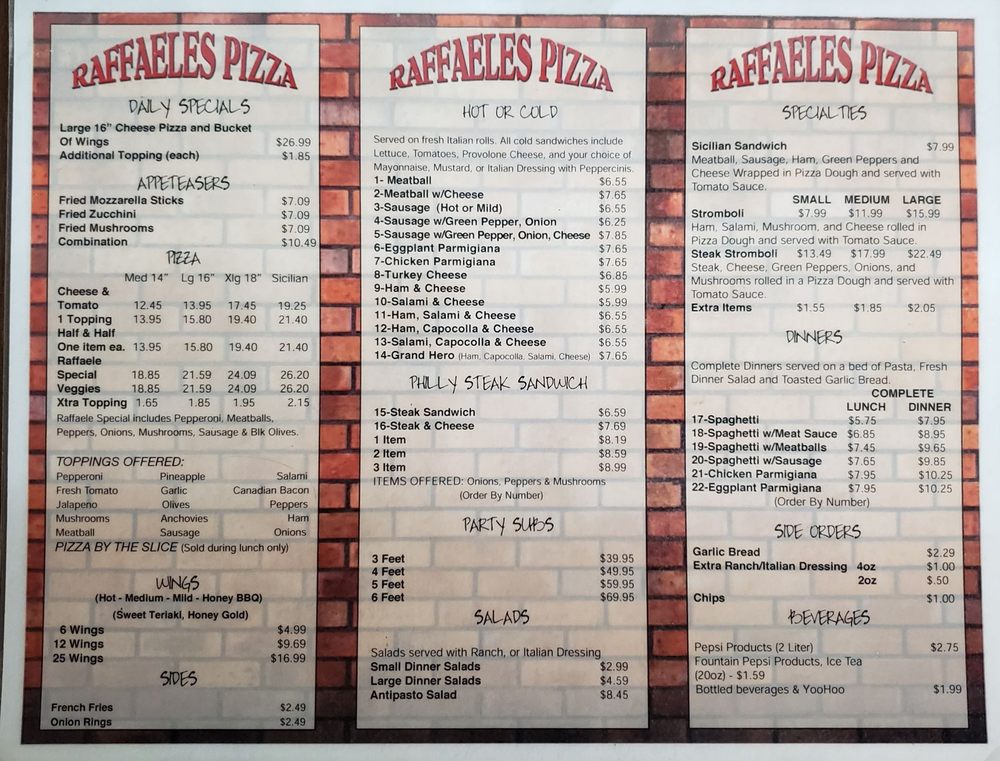 RAFFAELES PIZZA
DAILY SPECIALS
Large 16" Cheese Pizza and Bucket
Of Wings $26.99
Additional Topping (each) $1.85
APPETEASERS
Fried Mozzarella Sticks $7.09
Fried Zucchini $7.09
Fried Mushrooms $7.09
Combination $10.49
PIZZA
Med 14" Lg 16" Xlg 18" Sicilian
Cheese &
Tomato 12.45 13.95 17.45 19.25
1 Topping 13.95 15.80 19.40 21.40
Half & Half
One item ea. 13.95 15.80 19.40 21.40
Raffaele
Special 18.85 21.59 24.09 26.20
Veggies 18.85 21.59 24.09 26.20
Xtra Topping 1.65 1.85 1.95 2.15
Raffaele Special includes Pepperoni, Meatballs,
Peppers, Onions, Mushrooms, Sausage & Blk Olives.
TOPPINGS OFFERED:
Pepperoni Pineapple Salami
Fresh Tomato Garlic Canadian Bacon
Jalapeno Olives Peppers
Mushrooms Anchovies Ham
Meatball Sausage Onions
PIZZA BY THE SLICE (Sold during lunch only)
WINGS
(Hot - Medium - Mild - Honey BBQ)
(Sweet Teriaki, Honey Gold)
6 Wings $4.99
12 Wings $9.69
25 Wings $16.99
SIDES
French Fries $2.49
Onion Rings $2.49
RAFFAELES PIZZA
HOT OR COLD
Served on fresh Italian rolls. All cold sandwiches include
Lettuce, Tomatoes, Provolone Cheese, and your choice of
Mayonnaise, Mustard, or Italian Dressing with Peppercinis.
1- Meatball $6.55
2-Meatball w/Cheese $7.65
3-Sausage (Hot or Mild) $6.55
4-Sausage w/Green Pepper, Onion $6.25
5-Sausage w/Green Pepper, Onion, Cheese $7.85
6-Eggplant Parmigiana $7.65
7-Chicken Parmigiana $7.65
8-Turkey Cheese $6.85
9-Ham & Cheese $5.99
10-Salami & Cheese $5.99
11-Ham, Salami & Cheese $6.55
12-Ham, Capocolla & Cheese $6.55
13-Salami, Capocolla & Cheese $6.55
14-Grand Hero (Ham, Capocolla, Salami, Cheese) $7.65
PHILLY STEAK SANDWICH
15-Steak Sandwich $6.59
16-Steak & Cheese $7.69
1 Item $8.19
2 Item $8.59
3 Item $8.99
ITEMS OFFERED: Onions, Peppers & Mushrooms
(Order By Number)
PARTY SUBS
3 Feet $39.95
4 Feet $49.95
5 Feet $59.95
6 Feet $69.95
SALADS
Salads served with Ranch, or Italian Dressing
Small Dinner Salads $2.99
Large Dinner Salads $4.59
Antipasto Salad $8.45
RAFFAELES PIZZA
SPECIALTIES
Sicilian Sandwich $7.99
Meatball, Sausage, Ham, Green Peppers and
Cheese Wrapped in Pizza Dough and served with
Tomato Sauce.
SMALL MEDIUM LARGE
Stromboli $7.99 $11.99 $15.99
Ham, Salami, Mushroom, and Cheese rolled in
Pizza Dough and served with Tomato Sauce.
Steak Stromboli $13.49 $17.99 $22.49
Steak, Cheese, Green Peppers, Onions, and
Mushrooms rolled in a Pizza Dough and served with
Tomato Sauce.
Extra Items $1.55 $1.85 $2.05
DINNERS
Complete Dinners served on a bed of Pasta, Fresh
Dinner Salad and Toasted Garlic Bread.
COMPLETE
LUNCH DINNER
17-Spaghetti $5.75 $7.95
18-Spaghetti w/Meat Sauce $6.85 $8.95
19-Spaghetti w/Meatballs $7.45 $9.65
20-Spaghetti w/Sausage $7.65 $9.85
21-Chicken Parmigiana $7.95 $10.25
22-Eggplant Parmigiana $7.95 $10.25
(Order By Number)
SIDE ORDERS
Garlic Bread $2.29
Extra Ranch/Italian Dressing 4oz $1.00
2oz $.50
Chips $1.00
BEVERAGES
Pepsi Products (2 Liter) $2.75
Fountain Pepsi Products, Ice Tea
(20oz) - $1.59
Bottled beverages & YooHoo $1.99